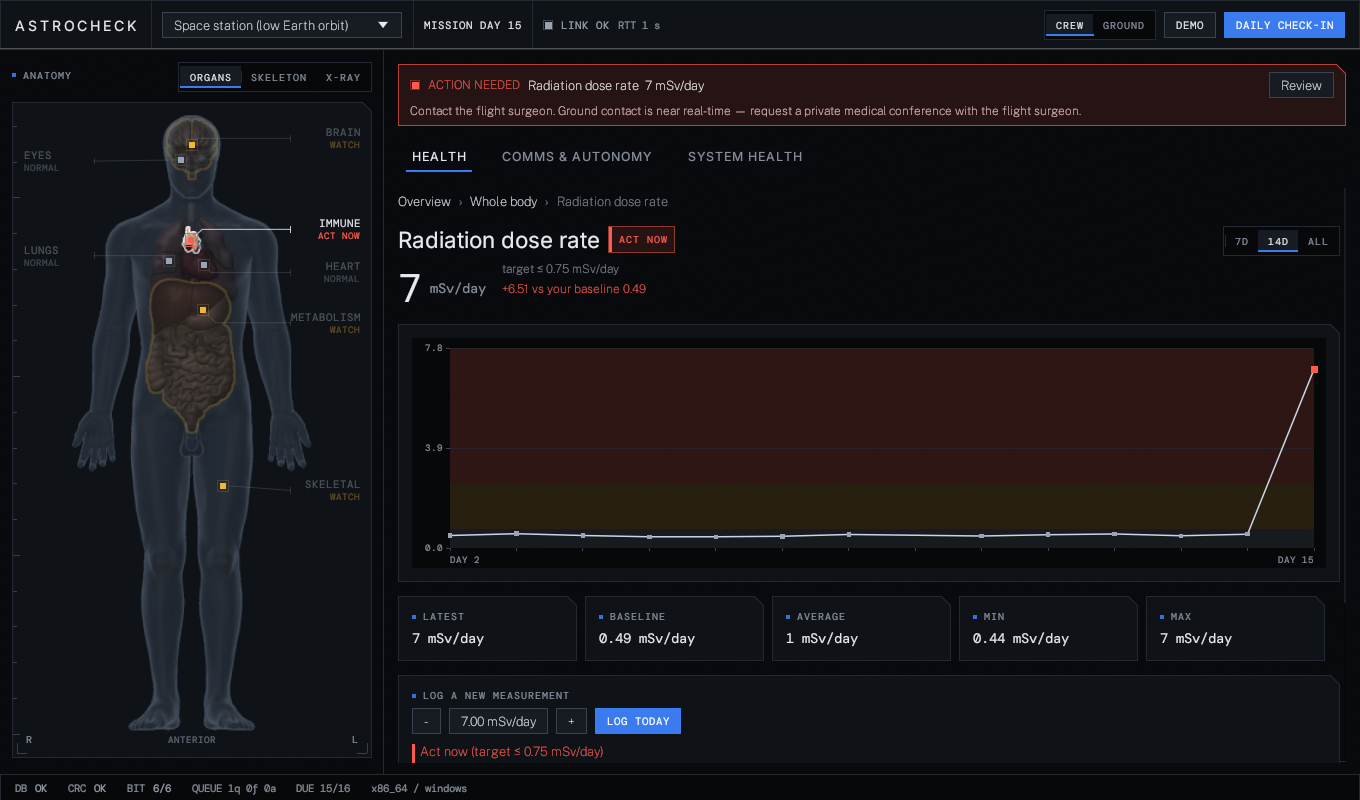 ASTROCHECK
Space station (low Earth orbit)
MISSION DAY 15
LINK OK RTT 1 s
CREW GROUND
DEMO
DAILY CHECK-IN
ANATOMY
ORGANS SKELETON X-RAY
BRAIN
WATCH
EYES
NORMAL
IMMUNE
ACT NOW
LUNGS
NORMAL
HEART
NORMAL
METABOLISM
WATCH
SKELETAL
WATCH
R ANTERIOR L
ACTION NEEDED Radiation dose rate 7 mSv/day
Review
Contact the flight surgeon. Ground contact is near real-time — request a private medical conference with the flight surgeon.
HEALTH COMMS & AUTONOMY SYSTEM HEALTH
Overview › Whole body › Radiation dose rate
Radiation dose rate ACT NOW
7D 14D ALL
7 mSv/day
target ≤ 0.75 mSv/day
+6.51 vs your baseline 0.49
7.8
3.9
0.0
DAY 2 DAY 15
LATEST
7 mSv/day
BASELINE
0.49 mSv/day
AVERAGE
1 mSv/day
MIN
0.44 mSv/day
MAX
7 mSv/day
LOG A NEW MEASUREMENT
- 7.00 mSv/day + LOG TODAY
Act now (target ≤ 0.75 mSv/day)
DB OK CRC OK BIT 6/6 QUEUE 1q 0f 0a DUE 15/16 x86_64 / windows